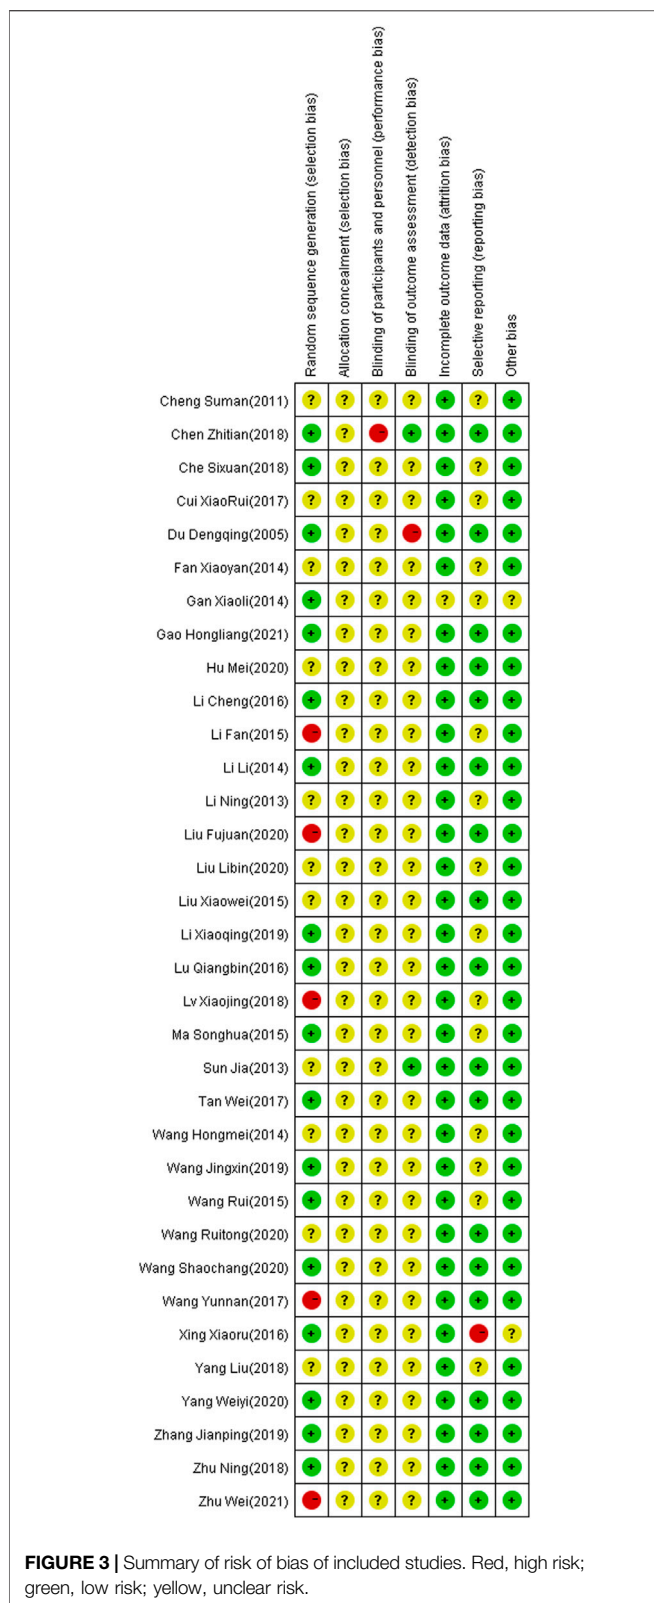 Random sequence generation (selection bias)
Allocation concealment (selection bias)
Blinding of participants and personnel (performance bias)
Blinding of outcome assessment (detection bias)
Incomplete outcome data (attrition bias)
Selective reporting (reporting bias)
Other bias
Cheng Suman(2011) ? ? ? ? + ? +
Chen Zhitian(2018) + ? - + + + +
Che Sixuan(2018) + ? ? ? + ? +
Cui XiaoRui(2017) ? ? ? ? + ? +
Du Dengqing(2005) + ? ? - + + +
Fan Xiaoyan(2014) ? ? ? ? + ? +
Gan Xiaoli(2014) + ? ? ? ? ? ?
Gao Hongliang(2021) + ? ? ? + + +
Hu Mei(2020) ? ? ? ? + + +
Li Cheng(2016) + ? ? ? + + +
Li Fan(2015) - ? ? ? + ? +
Li Li(2014) + ? ? ? + + +
Li Ning(2013) ? ? ? ? + ? +
Liu Fujuan(2020) - ? ? ? + + +
Liu Libin(2020) ? ? ? ? + ? +
Liu Xiaowei(2015) ? ? ? ? + + +
Li Xiaoqing(2019) + ? ? ? + ? +
Lu Qiangbin(2016) + ? ? ? + + +
Lv Xiaojing(2018) - ? ? ? + ? +
Ma Songhua(2015) + ? ? ? + ? +
Sun Jia(2013) ? ? ? + + + +
Tan Wei(2017) + ? ? ? + + +
Wang Hongmei(2014) ? ? ? ? + ? +
Wang Jingxin(2019) + ? ? ? + ? +
Wang Rui(2015) + ? ? ? + ? +
Wang Ruitong(2020) ? ? ? ? + + +
Wang Shaochang(2020) + ? ? ? + + +
Wang Yunnan(2017) - ? ? ? + + +
Xing Xiaoru(2016) + ? ? ? + - ?
Yang Liu(2018) ? ? ? ? + ? +
Yang Weiyi(2020) + ? ? ? + + +
Zhang Jianping(2019) + ? ? ? + + +
Zhu Ning(2018) + ? ? ? + + +
Zhu Wei(2021) - ? ? ? + + +
FIGURE 3 | Summary of risk of bias of included studies. Red, high risk;
green, low risk; yellow, unclear risk.